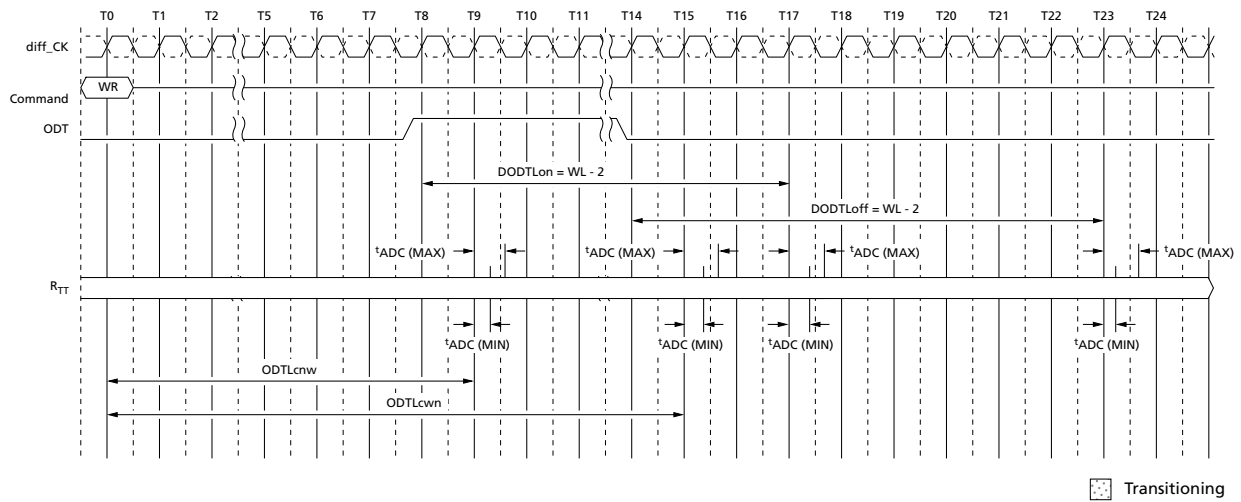 T0 T1 T2 T5 T6 T7 T8 T9 T10 T11 T14 T15 T16 T17 T18 T19 T20 T21 T22 T23 T24
diff_CK
WR
Command
ODT
DODTLon = WL - 2
DODTLoff = WL - 2
tADC (MAX) tADC (MAX) tADC (MAX) tADC (MAX)
RTT
tADC (MIN) tADC (MIN) tADC (MIN) tADC (MIN)
ODTLcnw
ODTLcwn
Transitioning